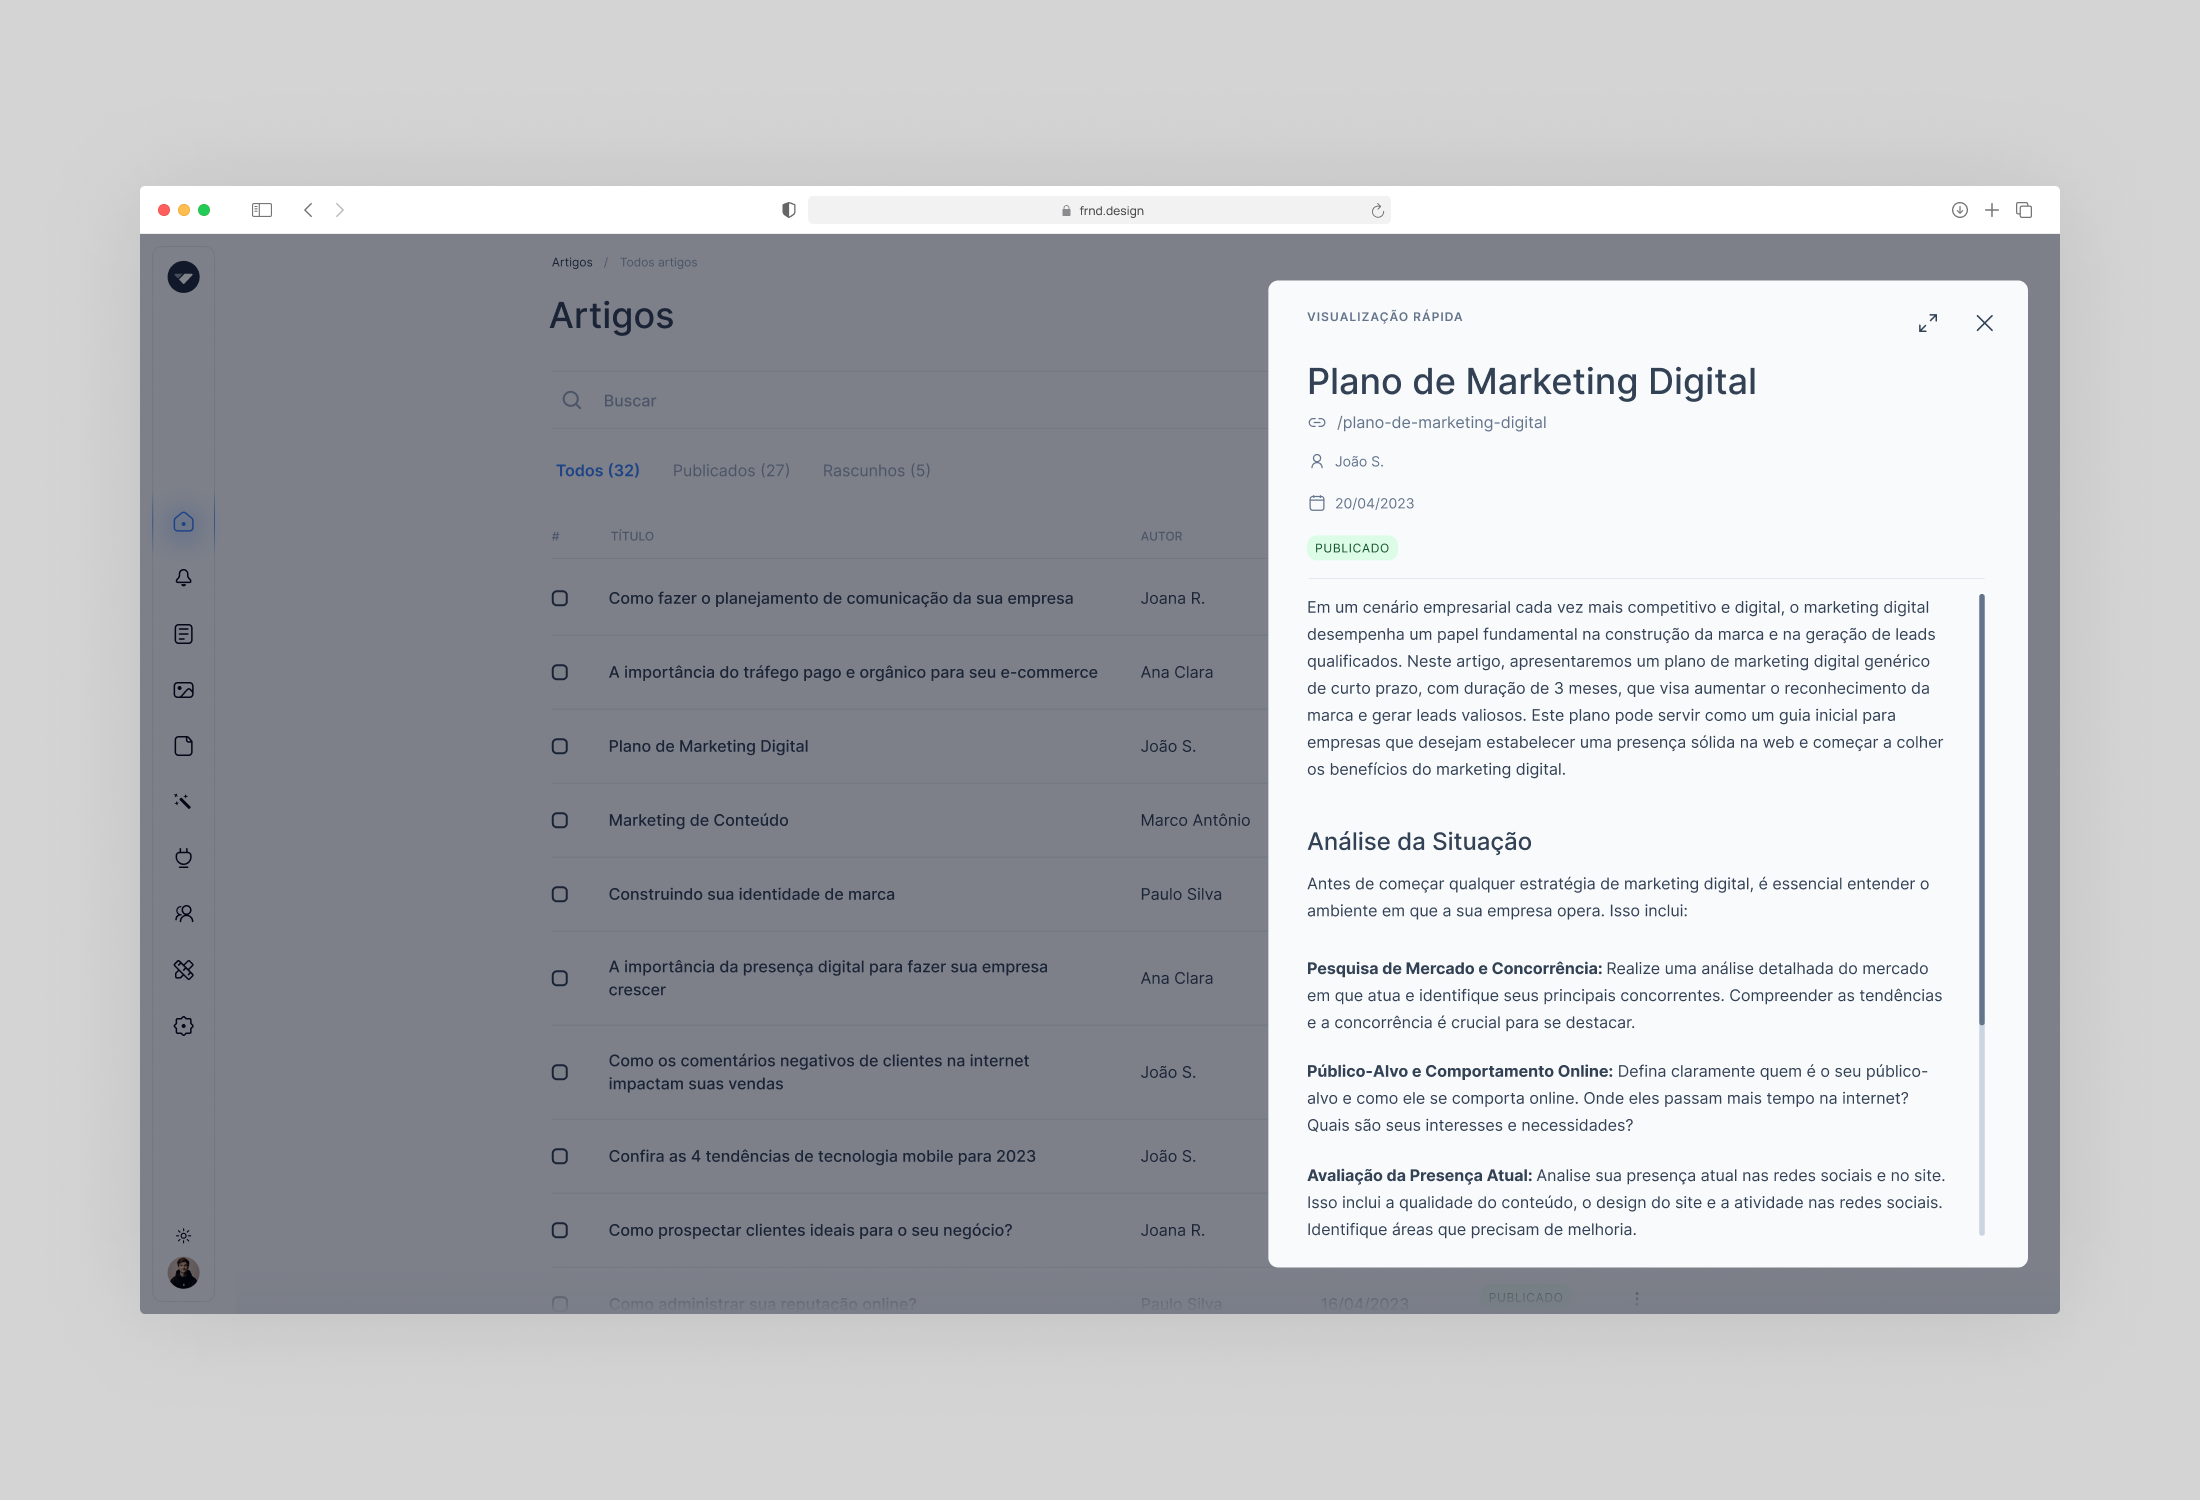 frnd.design
Artigos / Todos artigos
Artigos
Buscar
Todos (32) Publicados (27) Rascunhos (5)
# TÍTULO AUTOR
Como fazer o planejamento de comunicação da sua empresa Joana R.
A importância do tráfego pago e orgânico para seu e-commerce Ana Clara
Plano de Marketing Digital João S.
Marketing de Conteúdo Marco Antônio
Construindo sua identidade de marca Paulo Silva
A importância da presença digital para fazer sua empresa
crescer
Ana Clara
Como os comentários negativos de clientes na internet
impactam suas vendas
João S.
Confira as 4 tendências de tecnologia mobile para 2023 João S.
Como prospectar clientes ideais para o seu negócio? Joana R.
Como administrar sua reputação online? Paulo Silva 16/04/2023 PUBLICADO
VISUALIZAÇÃO RÁPIDA
Plano de Marketing Digital
/plano-de-marketing-digital
João S.
20/04/2023
PUBLICADO
Em um cenário empresarial cada vez mais competitivo e digital, o marketing digital
desempenha um papel fundamental na construção da marca e na geração de leads
qualificados. Neste artigo, apresentaremos um plano de marketing digital genérico
de curto prazo, com duração de 3 meses, que visa aumentar o reconhecimento da
marca e gerar leads valiosos. Este plano pode servir como um guia inicial para
empresas que desejam estabelecer uma presença sólida na web e começar a colher
os benefícios do marketing digital.
Análise da Situação
Antes de começar qualquer estratégia de marketing digital, é essencial entender o
ambiente em que a sua empresa opera. Isso inclui:
Pesquisa de Mercado e Concorrência: Realize uma análise detalhada do mercado
em que atua e identifique seus principais concorrentes. Compreender as tendências
e a concorrência é crucial para se destacar.
Público-Alvo e Comportamento Online: Defina claramente quem é o seu público-
alvo e como ele se comporta online. Onde eles passam mais tempo na internet?
Quais são seus interesses e necessidades?
Avaliação da Presença Atual: Analise sua presença atual nas redes sociais e no site.
Isso inclui a qualidade do conteúdo, o design do site e a atividade nas redes sociais.
Identifique áreas que precisam de melhoria.